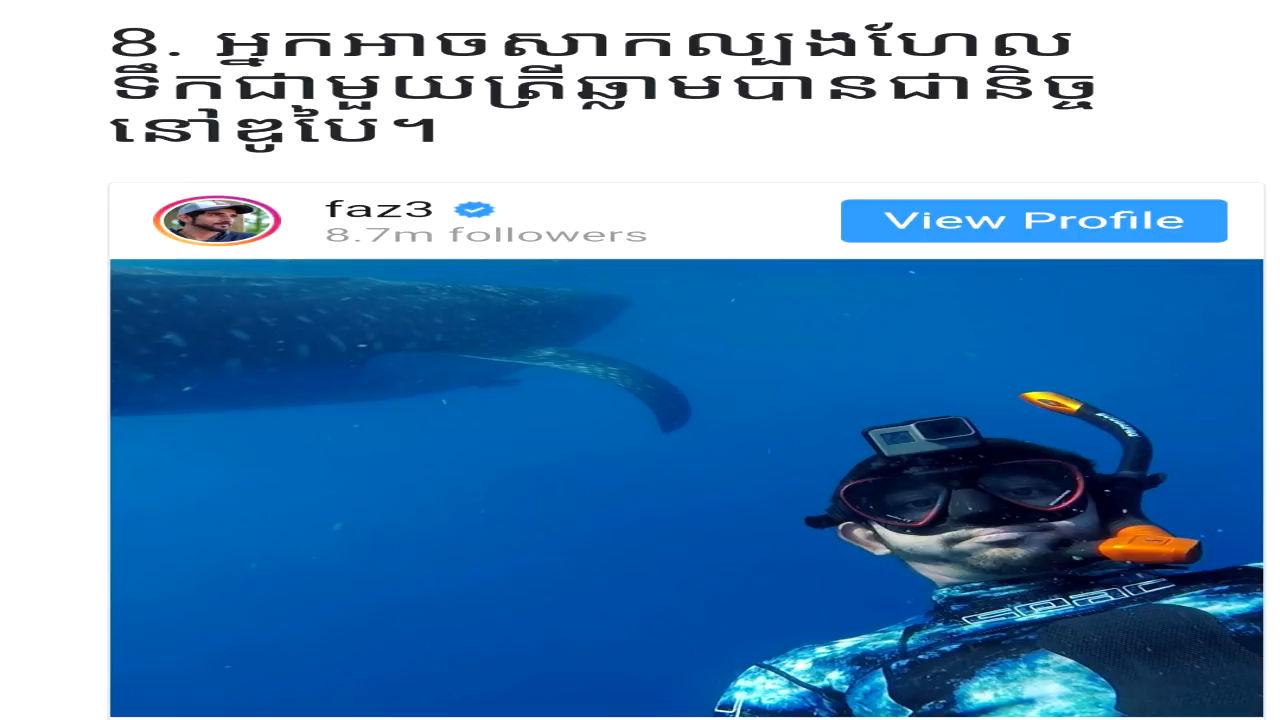 8. អ្នកអាចសាកល្បងហែល
ទឹកជាមួយត្រីឆ្លាមបានជានិច្ច
នៅឌូបៃ។
faz3
8.7m followers
View Profile
seac